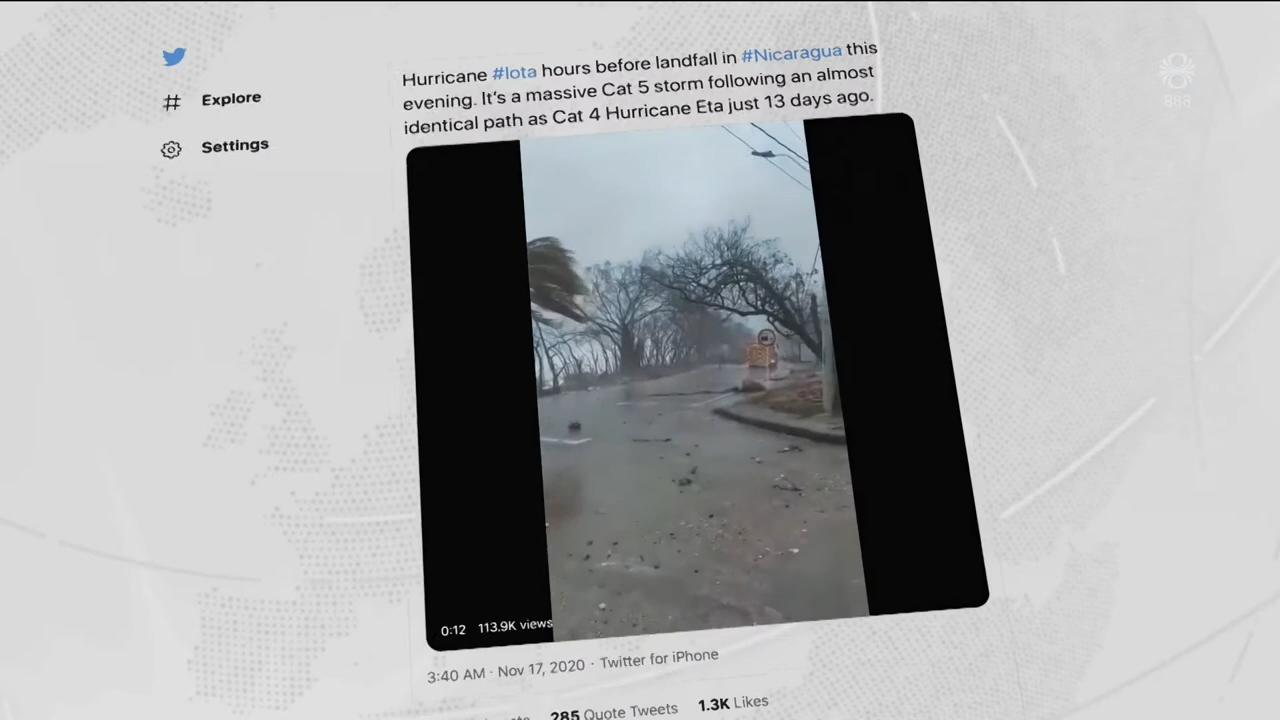 Explore
Settings
Hurricane #Iota hours before landfall in #Nicaragua this
evening. It's a massive Cat 5 storm following an almost
identical path as Cat 4 Hurricane Eta just 13 days ago.
0:12 113.9K views
3:40 AM · Nov 17, 2020 · Twitter for iPhone
285 Quote Tweets 1.3K Likes
888